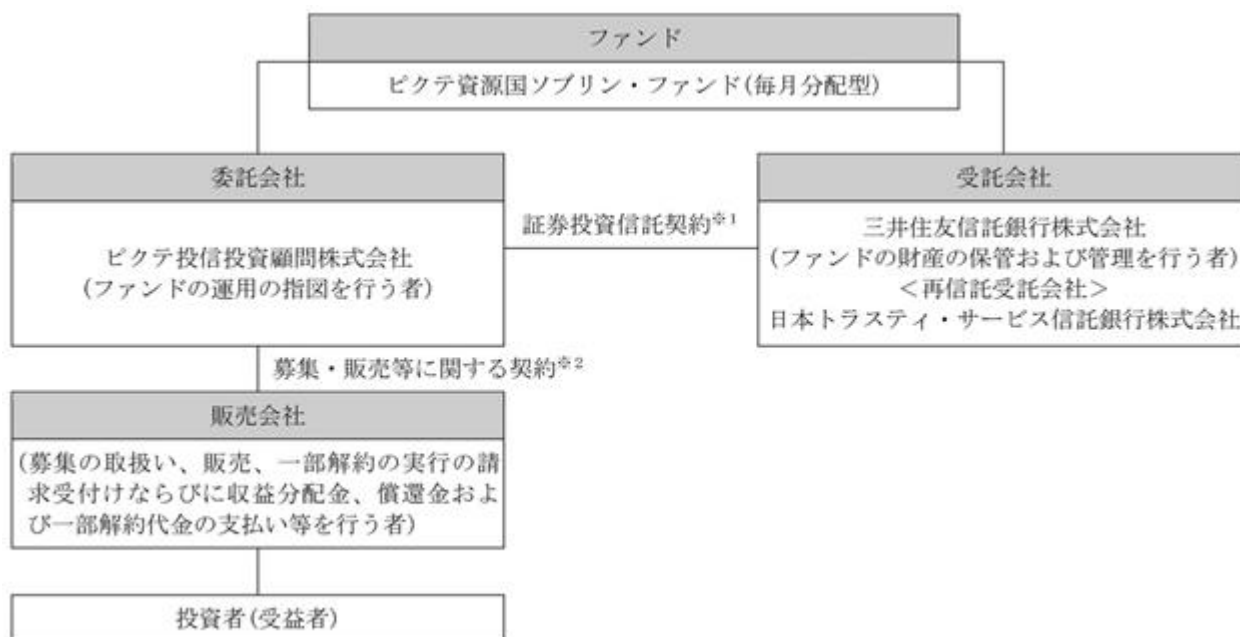 ファンド
ピクテ資源国ソブリン・ファンド(毎月分配型)
委託会社
ピクテ投信投資顧問株式会社
(ファンドの運用の指図を行う者)
証券投資信託契約※1
受託会社
三井住友信託銀行株式会社
(ファンドの財産の保管および管理を行う者)
<再信託受託会社>
日本トラスティ・サービス信託銀行株式会社
募集・販売等に関する契約※2
販売会社
(募集の取扱い、販売、一部解約の実行の請
求受付けならびに収益分配金、償還金およ
び一部解約代金の支払い等を行う者)
投資者(受益者)